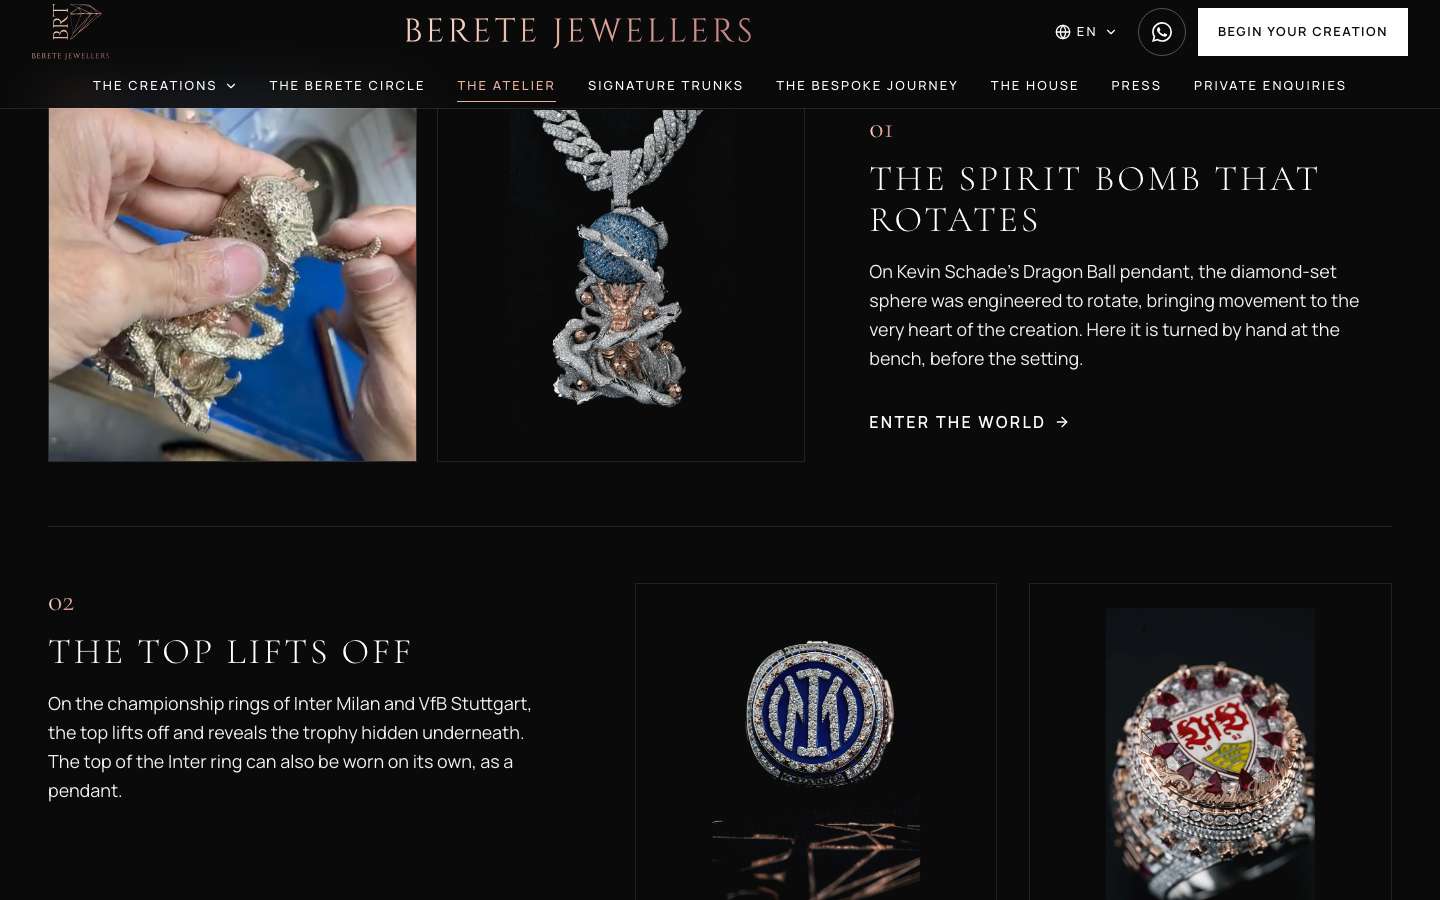 BRT
BERETE JEWELLERS
BERETE JEWELLERS
EN
BEGIN YOUR CREATION
THE CREATIONS
THE BERETE CIRCLE
THE ATELIER
SIGNATURE TRUNKS
THE BESPOKE JOURNEY
THE HOUSE
PRESS
PRIVATE ENQUIRIES
01
THE SPIRIT BOMB THAT
ROTATES
On Kevin Schade's Dragon Ball pendant, the diamond-set
sphere was engineered to rotate, bringing movement to the
very heart of the creation. Here it is turned by hand at the
bench, before the setting.
ENTER THE WORLD
02
THE TOP LIFTS OFF
On the championship rings of Inter Milan and VfB Stuttgart,
the top lifts off and reveals the trophy hidden underneath.
The top of the Inter ring can also be worn on its own, as a
pendant.
VfB